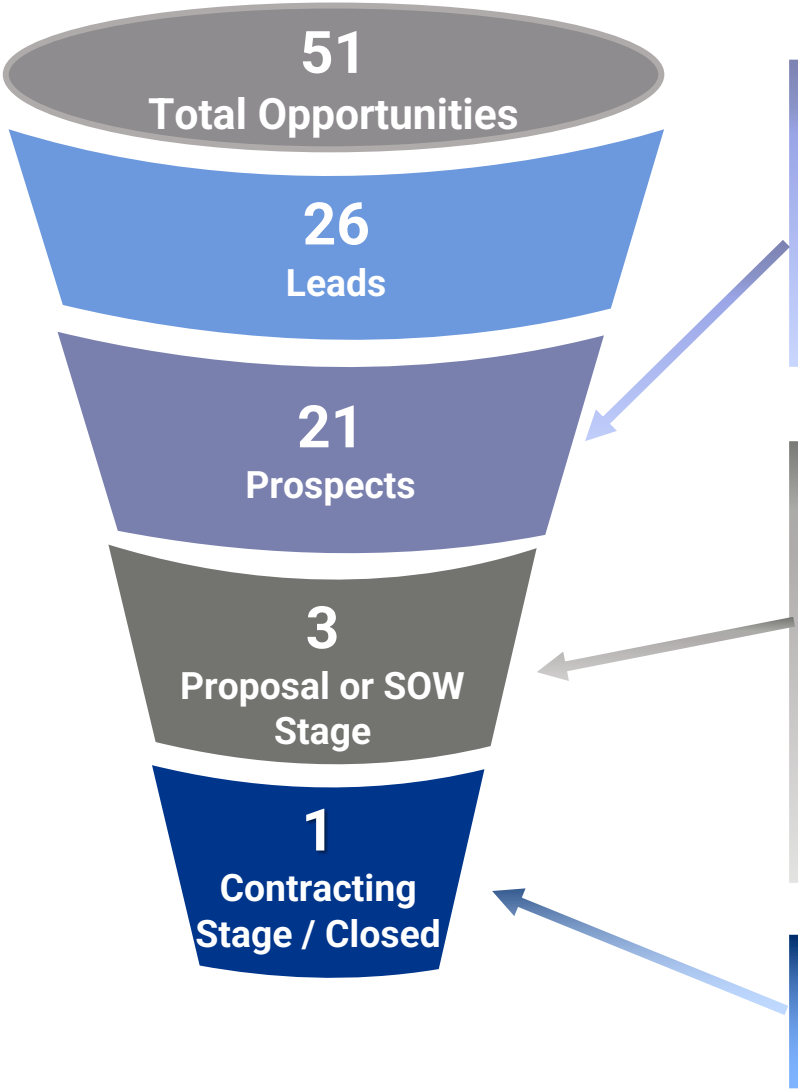 51
Total Opportunities
26
Leads
21
Prospects
3
Proposal or SOW
Stage
1
Contracting
Stage / Closed